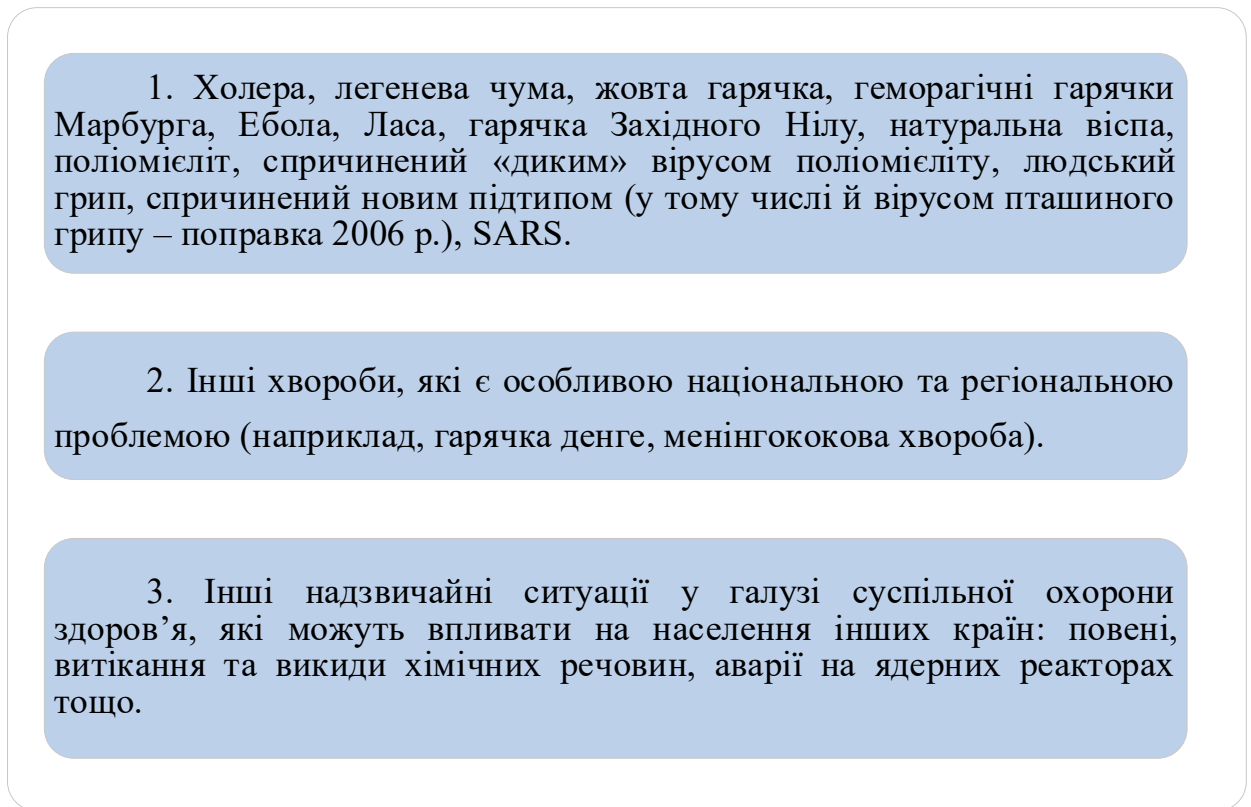 1. Холера, легенева чума, жовта гарячка, геморагічні гарячки
Марбурга, Ебола, Ласа, гарячка Західного Нілу, натуральна віспа,
поліомієліт, спричинений «диким» вірусом поліомієліту, людський
грип, спричинений новим підтипом (у тому числі й вірусом пташиного
грипу – поправка 2006 р.), SARS.
2. Інші хвороби, які є особливою національною та регіональною
проблемою (наприклад, гарячка денге, менінгококова хвороба).
3. Інші надзвичайні ситуації у галузі суспільної охорони
здоров’я, які можуть впливати на населення інших країн: повені,
витікання та викиди хімічних речовин, аварії на ядерних реакторах
тощо.